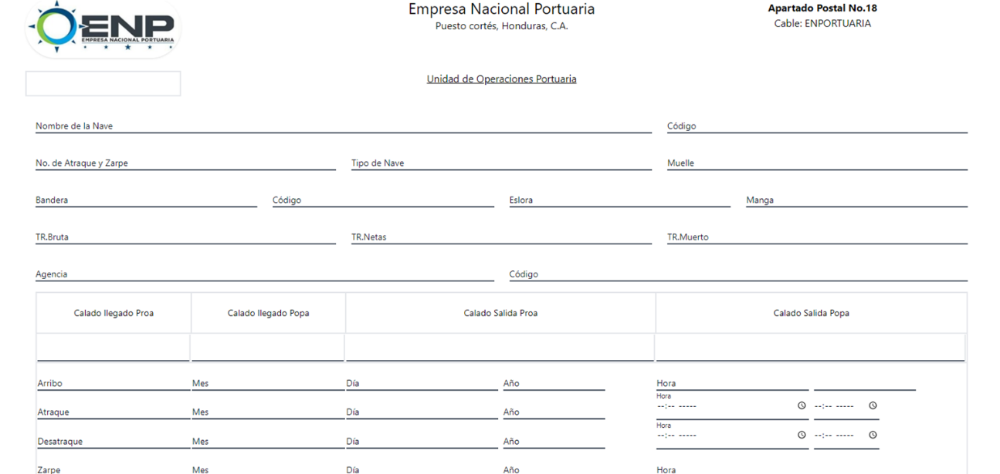 ENP
EMPRESA NACIONAL PORTUARIA
Empresa Nacional Portuaria
Puesto cortés, Honduras, C.A.
Apartado Postal No.18
Cable: ENPORTUARIA
Unidad de Operaciones Portuaria
Nombre de la Nave Código
No. de Atraque y Zarpe Tipo de Nave Muelle
Bandera Código Eslora Manga
TR.Bruta TR.Netas TR.Muerto
Agencia Código
Calado llegado Proa Calado llegado Popa Calado Salida Proa Calado Salida Popa
Arribo Mes Día Año Hora
Hora
Atraque Mes Día Año --:-- ----- --:-- -----
Hora
Desatraque Mes Día Año --:-- ----- --:-- -----
Zarpe Mes Día Año Hora